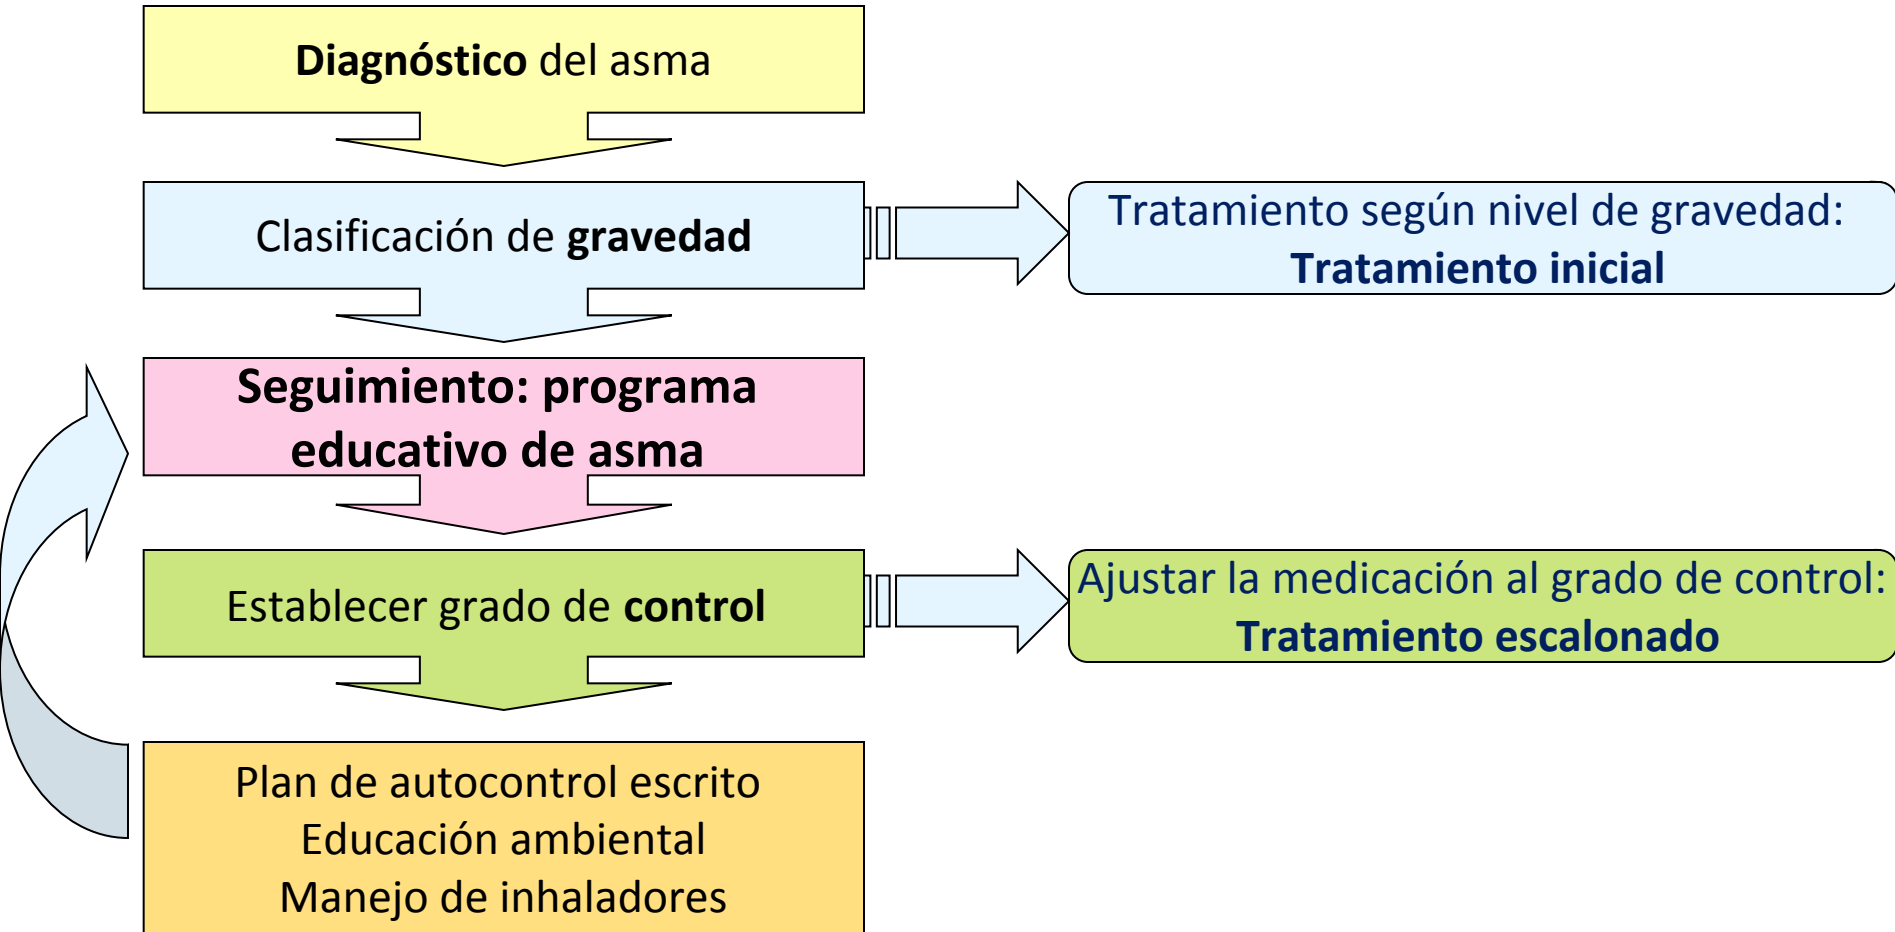 Diagnóstico del asma
Clasificación de gravedad
Tratamiento según nivel de gravedad:
Tratamiento inicial
Seguimiento: programa
educativo de asma
Establecer grado de control
Ajustar la medicación al grado de control:
Tratamiento escalonado
Plan de autocontrol escrito
Educación ambiental
Manejo de inhaladores